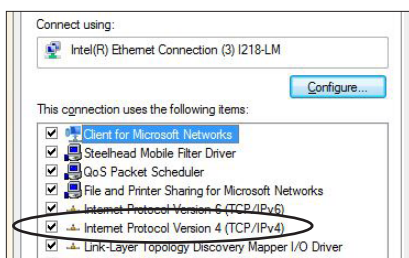 Connect using:
Intel(R) Ethernet Connection (3) I218-LM
Configure...
This connection uses the following items:
Client for Microsoft Networks
Steelhead Mobile Filter Driver
QoS Packet Scheduler
File and Printer Sharing for Microsoft Networks
Internet Protocol Version 6 (TCP/IPv6)
Internet Protocol Version 4 (TCP/IPv4)
Link-Layer Topology Discovery Mapper I/O Driver